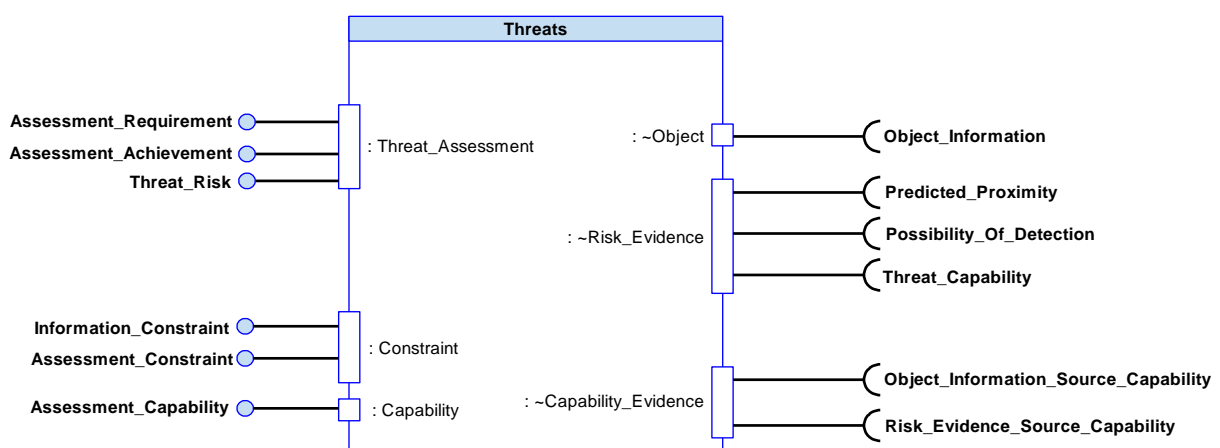 Threats
Assessment_Requirement
Assessment_Achievement
Threat_Risk
: Threat_Assessment
Information_Constraint
Assessment_Constraint
: Constraint
Assessment_Capability
: Capability
: ~Object
Object_Information
: ~Risk_Evidence
Predicted_Proximity
Possibility_Of_Detection
Threat_Capability
: ~Capability_Evidence
Object_Information_Source_Capability
Risk_Evidence_Source_Capability